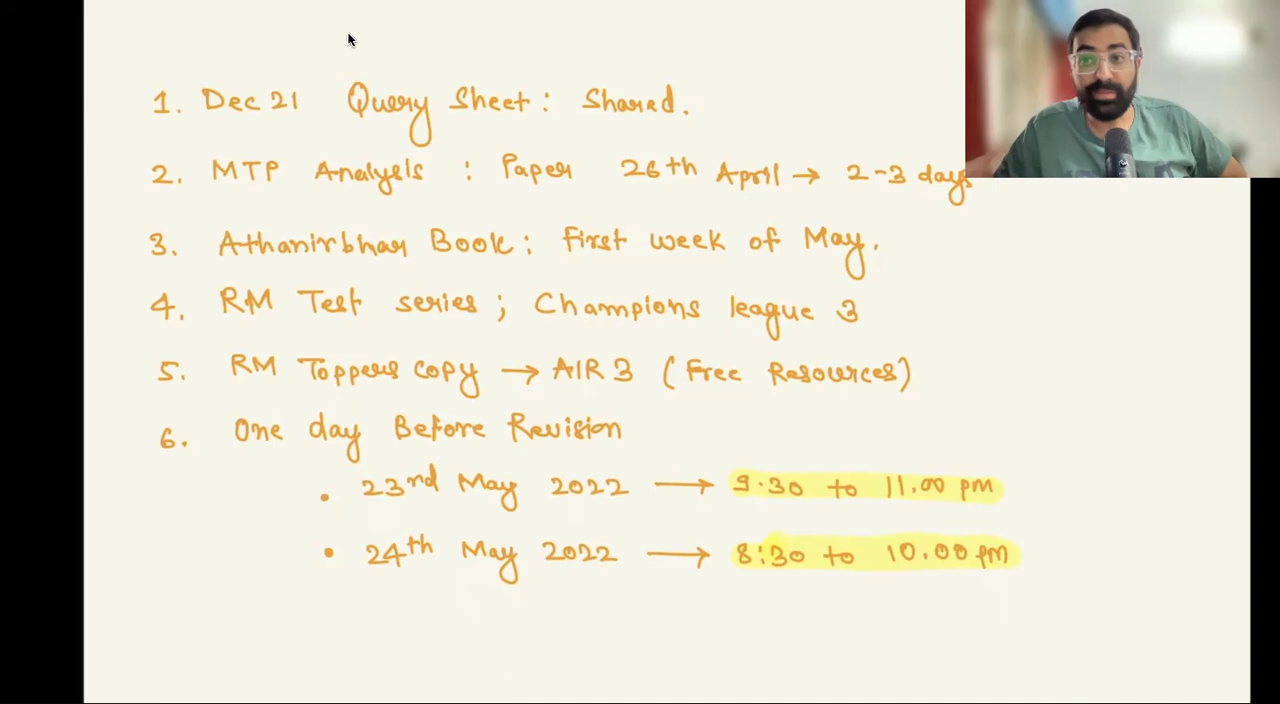 1. Dec 21 Query Sheet : Shared.
2. MTP Analysis : Paper 26th April → 2-3 days
3. Athanirbhar Book : First week of May.
4. RM Test series ; Champions league 3
5. RM Toppers copy → AIR 3 (Free Resources)
6. One day Before Revision
• 23rd May 2022 → 9.30 to 11.00 pm
• 24th May 2022 → 8:30 to 10.00 pm